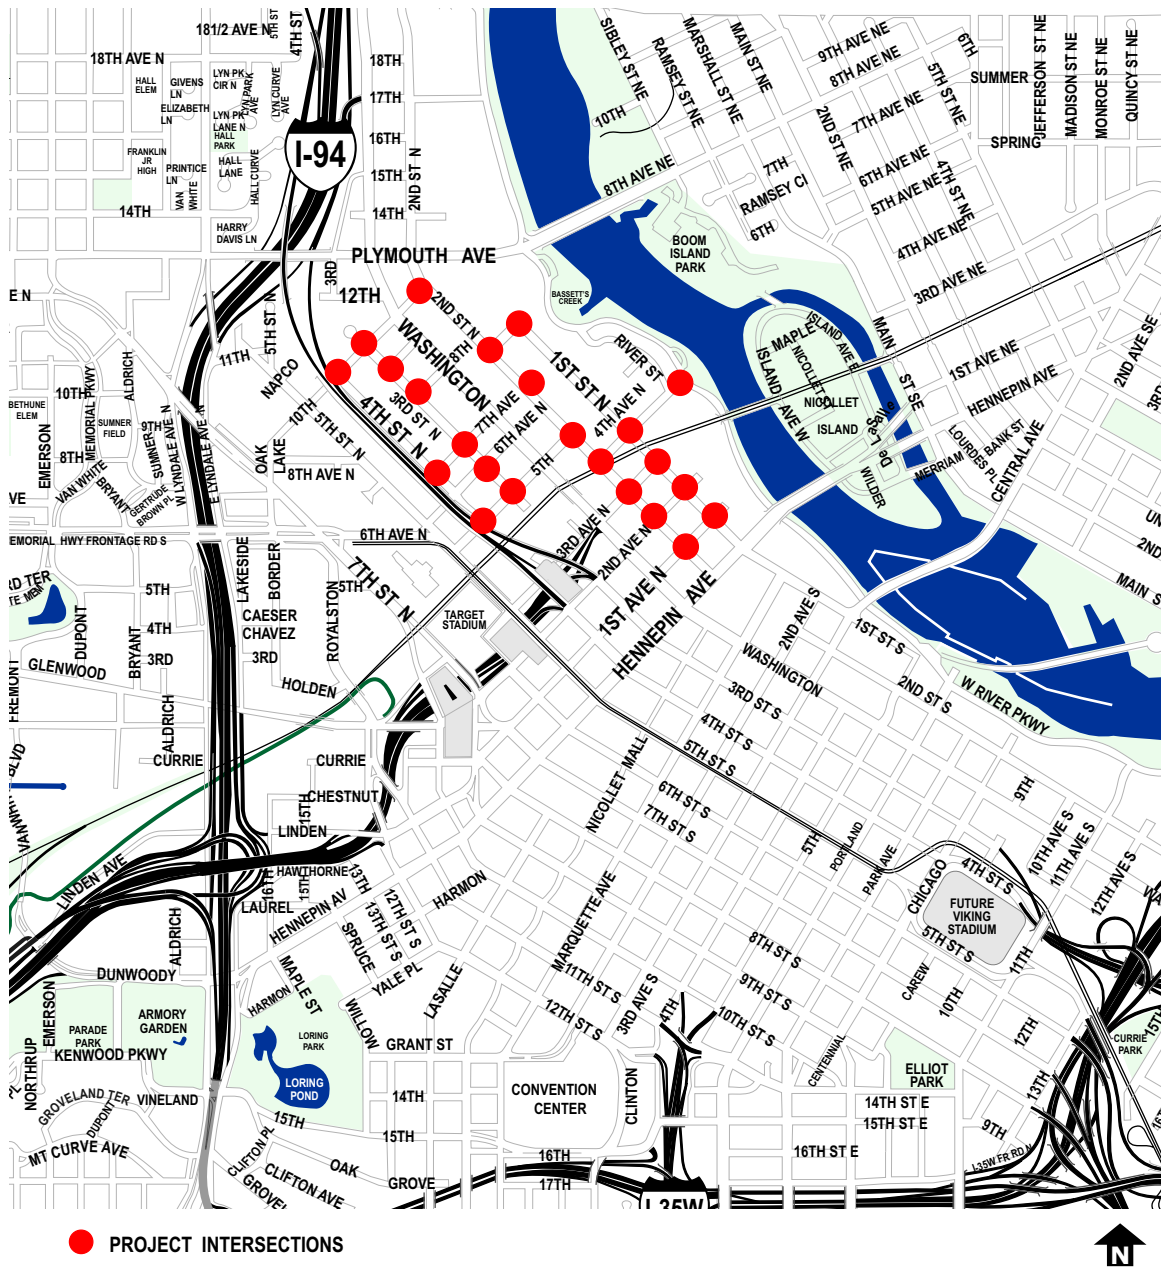 181/2 AVE N
5TH ST
4TH ST
18TH AVE N
HALL
ELEM
GIVENS
LN
LYN PK
CIR N
LYN PARK
AVE
LYN CURVE
AVE
ELIZABETH
LN
LYN PK
LANE N
HALL
PARK
FRANKLIN
JR
HIGH
PRINTICE
LN
HALL
LANE
VAN
WHITE
HALL CURVE
14TH
HARRY
DAVIS LN
I-94
18TH
17TH
16TH
15TH
14TH
2ND ST N
SIBLEY ST NE
RAMSEY ST NE
MARSHALL ST NE
MAIN ST NE
10TH
9TH AVE NE
8TH AVE NE
7TH AVE NE
6TH
5TH ST NE
2ND ST NE
SUMMER
SPRING
JEFFERSON ST NE
MADISON ST NE
MONROE ST NE
QUINCY ST NE
8TH AVE NE
7TH
RAMSEY CI
6TH
6TH AVE NE
5TH AVE NE
4TH ST NE
4TH AVE NE
3RD AVE NE
PLYMOUTH AVE
3RD
12TH
BOOM
ISLAND
PARK
BASSETT'S
CREEK
E N
5TH ST N
11TH
NAPCO
2ND ST N
WASHINGTON
8TH
1ST ST N
RIVER ST
MAPLE
ISLAND AVE E
NICOLLET
ISLAND AVE W
NICOLLET
ISLAND
MAIN
ST SE
De LaSalle
WILDER
1ST AVE NE
HENNEPIN AVE
2ND AVE SE
3RD
LOURDES PL
BANK ST
MERRIAM
CENTRAL AVE
ALDRICH
MEMORIAL PKWY
10TH
BETHUNE
ELEM
EMERSON
SUMNER
FIELD
9TH
SUMNER
W LYNDALE AVE N
E LYNDALE AVE N
8TH
VAN WHITE
BRYANT
GERTRUDE
BROWN PL
OAK
LAKE
10TH
5TH ST N
8TH AVE N
4TH ST N
3RD ST N
7TH AVE
6TH AVE N
5TH
4TH AVE N
3RD AVE N
2ND AVE N
VE
EMORIAL HWY FRONTAGE RD S
6TH AVE N
1ST AVE N
HENNEPIN AVE
MAIN S
UN
2ND
RD TER
5TH
4TH
3RD
DUPONT
BRYANT
LAKESIDE
BORDER
CAESER
CHAVEZ
3RD
ROYALSTON
5TH
7TH ST N
TARGET
STADIUM
GLENWOOD
FREMONT
HOLDEN
ALDRICH
CURRIE
CURRIE
CHESTNUT
15TH
LINDEN
2ND AVE S
WASHINGTON
1ST ST S
2ND ST S
W RIVER PKWY
3RD ST S
4TH ST S
5TH ST S
6TH ST S
7TH ST S
NICOLLET MALL
9TH
5TH
PORTLAND
PARK AVE
CHICAGO
4TH ST S
10TH AVE S
11TH AVE S
12TH AVE S
WA
FUTURE
VIKING
STADIUM
5TH ST S
11TH
LINDEN AVE
HAWTHORNE
16TH
15TH
LAUREL
13TH
12TH ST S
13TH ST S
HARMON
HENNEPIN AV
SPRUCE
YALE PL
MARQUETTE AVE
LASALLE
8TH ST S
9TH ST S
10TH ST S
11TH ST S
12TH ST S
3RD AVE S
4TH
CAREW
10TH
12TH
15TH
ALDRICH
DUNWOODY
EMERSON
PARADE
PARK
ARMORY
GARDEN
KENWOOD PKWY
NORTHRUP
HARMON
MAPLE ST
WILLOW
LORING
PARK
LORING
POND
GRANT ST
14TH
15TH
CONVENTION
CENTER
CLINTON
CENTENNIAL
ELLIOT
PARK
14TH ST E
15TH ST E
16TH ST E
9TH
13TH
CURRIE
PARK
GROVELAND TER
VINELAND
DUPONT
MT CURVE AVE
15TH
CLIFTON PL
CLIFTON AVE
OAK
GROVE
16TH
17TH
I-35W
I-35W FR RD N
PROJECT INTERSECTIONS
N